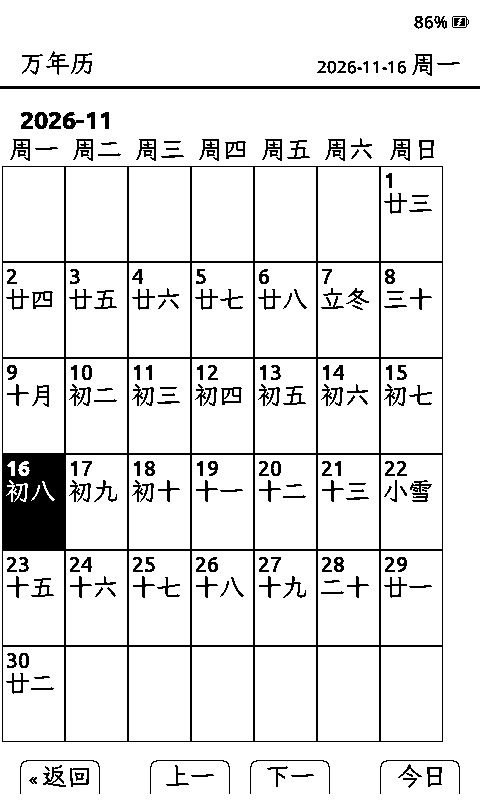 86%
万年历 2026-11-16 周一
2026-11
周一 周二 周三 周四 周五 周六 周日
1
廿三
2 3 4 5 6 7 8
廿四 廿五 廿六 廿七 廿八 立冬 三十
9 10 11 12 13 14 15
十月 初二 初三 初四 初五 初六 初七
16 17 18 19 20 21 22
初八 初九 初十 十一 十二 十三 小雪
23 24 25 26 27 28 29
十五 十六 十七 十八 十九 二十 廿一
30
廿二
«返回 上一 下一 今日